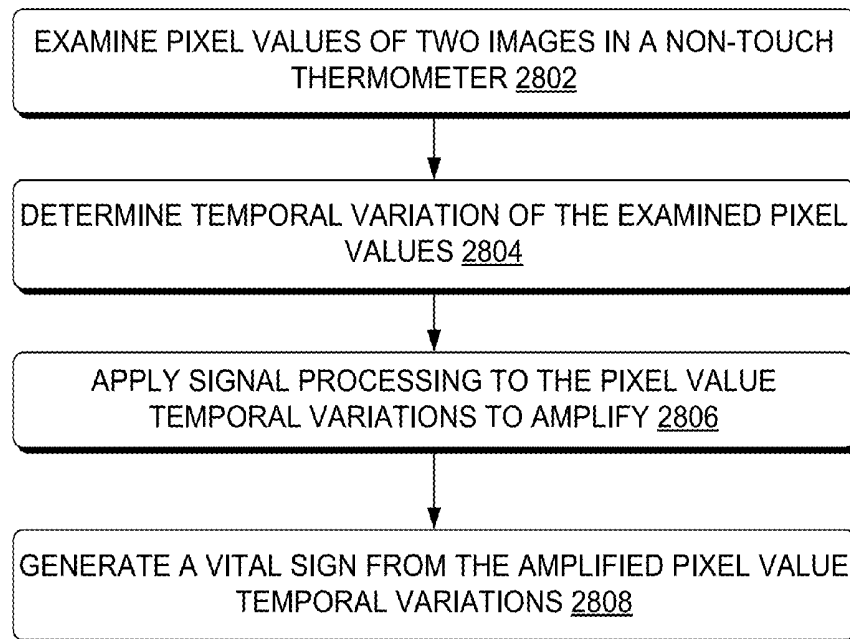 EXAMINE PIXEL VALUES OF TWO IMAGES IN A NON-TOUCH
THERMOMETER 2802
DETERMINE TEMPORAL VARIATION OF THE EXAMINED PIXEL
VALUES 2804
APPLY SIGNAL PROCESSING TO THE PIXEL VALUE
TEMPORAL VARIATIONS TO AMPLIFY 2806
GENERATE A VITAL SIGN FROM THE AMPLIFIED PIXEL VALUE
TEMPORAL VARIATIONS 2808